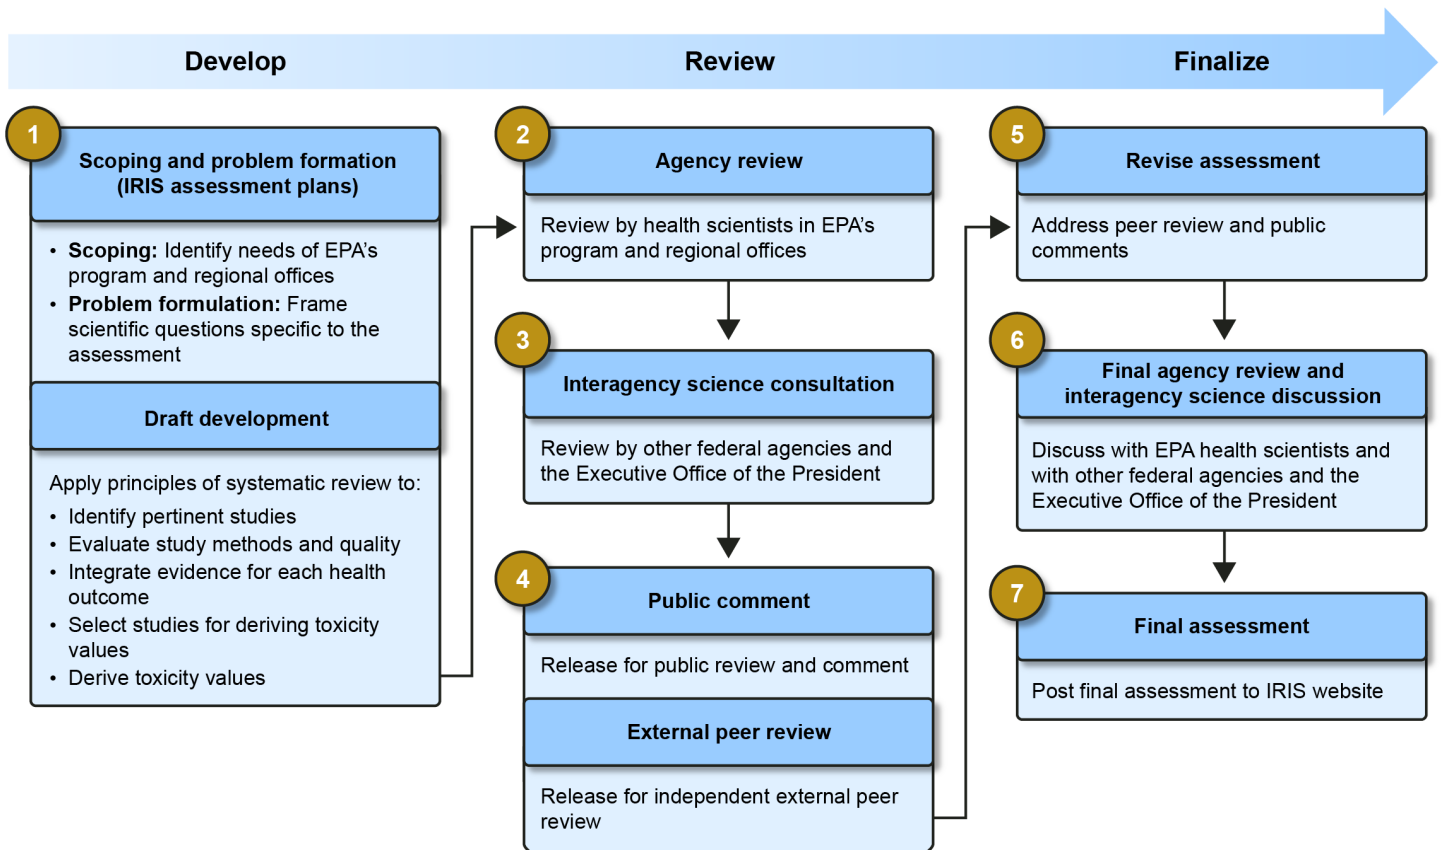 Develop
Review
Finalize
1
Scoping and problem formation
(IRIS assessment plans)
• Scoping: Identify needs of EPA's
program and regional offices
• Problem formulation: Frame
scientific questions specific to the
assessment
Draft development
Apply principles of systematic review to:
• Identify pertinent studies
• Evaluate study methods and quality
• Integrate evidence for each health
outcome
• Select studies for deriving toxicity
values
• Derive toxicity values
2
Agency review
Review by health scientists in EPA's
program and regional offices
3
Interagency science consultation
Review by other federal agencies and
the Executive Office of the President
4
Public comment
Release for public review and comment
External peer review
Release for independent external peer
review
5
Revise assessment
Address peer review and public
comments
6
Final agency review and
interagency science discussion
Discuss with EPA health scientists and
with other federal agencies and the
Executive Office of the President
7
Final assessment
Post final assessment to IRIS website